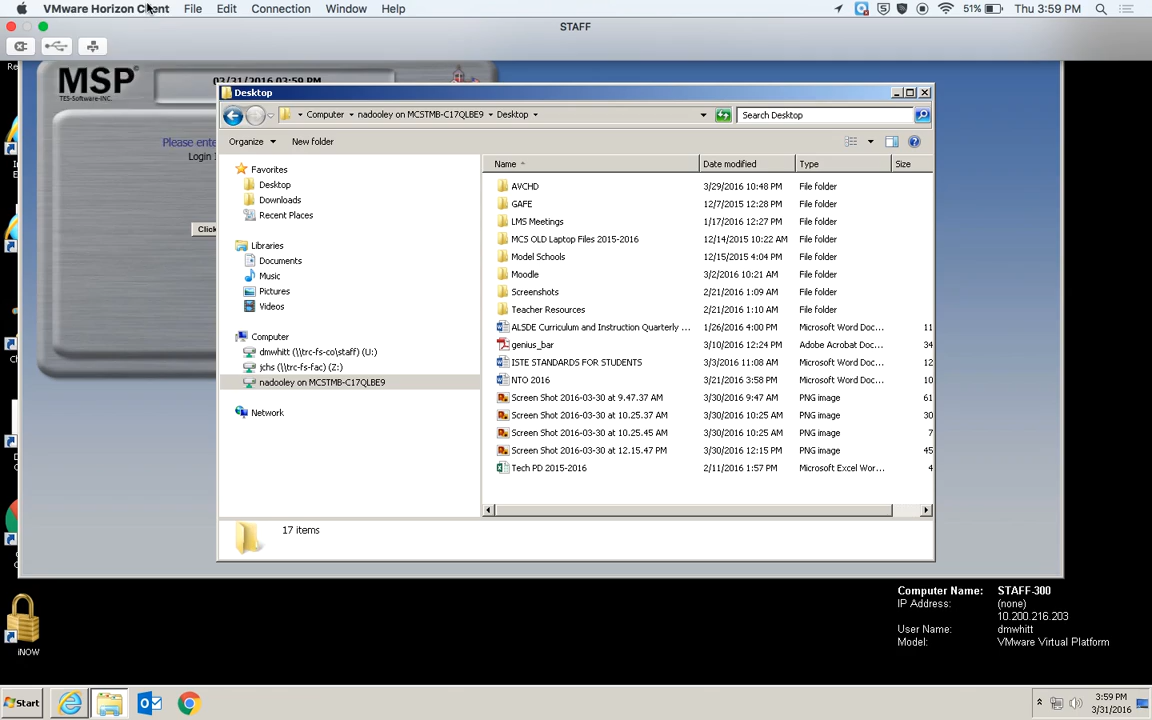 VMware Horizon Client File Edit Connection Window Help 51% Thu 3:59 PM
STAFF
MSP
TES-Software-INC.
03/31/2016 03:59 PM
Please ente
Login
Click
Desktop
Computer nadooley on MCSTMB-C17QLBE9 Desktop
Search Desktop
Organize New folder
Favorites
Desktop
Downloads
Recent Places
Libraries
Documents
Music
Pictures
Videos
Computer
dmwhitt (\\trc-fs-co\staff) (U:)
jchs (\\trc-fs-fac) (Z:)
nadooley on MCSTMB-C17QLBE9
Network
Name Date modified Type Size
AVCHD 3/29/2016 10:48 PM File folder
GAFE 12/7/2015 12:28 PM File folder
LMS Meetings 1/17/2016 12:27 PM File folder
MCS OLD Laptop Files 2015-2016 12/14/2015 10:22 AM File folder
Model Schools 12/15/2015 4:04 PM File folder
Moodle 3/2/2016 10:21 AM File folder
Screenshots 2/21/2016 1:09 AM File folder
Teacher Resources 2/21/2016 1:10 AM File folder
ALSDE Curriculum and Instruction Quarterly ... 1/26/2016 4:00 PM Microsoft Word Doc... 11
genius_bar 3/10/2016 12:24 PM Adobe Acrobat Doc... 34
ISTE STANDARDS FOR STUDENTS 3/3/2016 11:08 AM Microsoft Word Doc... 12
NTO 2016 3/21/2016 3:58 PM Microsoft Word Doc... 10
Screen Shot 2016-03-30 at 9.47.37 AM 3/30/2016 9:47 AM PNG image 61
Screen Shot 2016-03-30 at 10.25.37 AM 3/30/2016 10:25 AM PNG image 30
Screen Shot 2016-03-30 at 10.25.45 AM 3/30/2016 10:25 AM PNG image 7
Screen Shot 2016-03-30 at 12.15.47 PM 3/30/2016 12:15 PM PNG image 45
Tech PD 2015-2016 2/11/2016 1:57 PM Microsoft Excel Wor... 4
17 items
Computer Name: STAFF-300
IP Address: (none)
10.200.216.203
User Name: dmwhitt
Model: VMware Virtual Platform
iNOW
Start
3:59 PM
3/31/2016